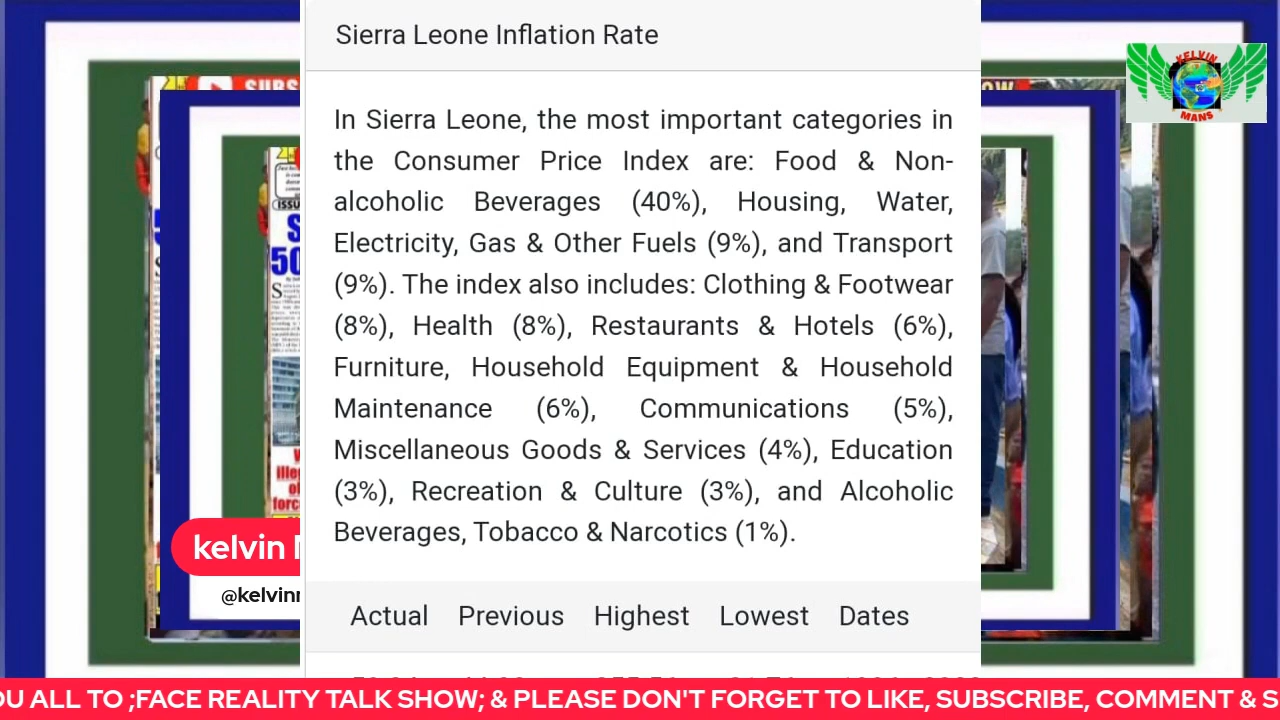 Sierra Leone Inflation Rate
In Sierra Leone, the most important categories in
the Consumer Price Index are: Food & Non-
alcoholic Beverages (40%), Housing, Water,
Electricity, Gas & Other Fuels (9%), and Transport
(9%). The index also includes: Clothing & Footwear
(8%), Health (8%), Restaurants & Hotels (6%),
Furniture, Household Equipment & Household
Maintenance (6%), Communications (5%),
Miscellaneous Goods & Services (4%), Education
(3%), Recreation & Culture (3%), and Alcoholic
Beverages, Tobacco & Narcotics (1%).
Actual Previous Highest Lowest Dates
KELVIN
MANS
kelvin
OU ALL TO ;FACE REALITY TALK SHOW; & PLEASE DON'T FORGET TO LIKE, SUBSCRIBE, COMMENT & S